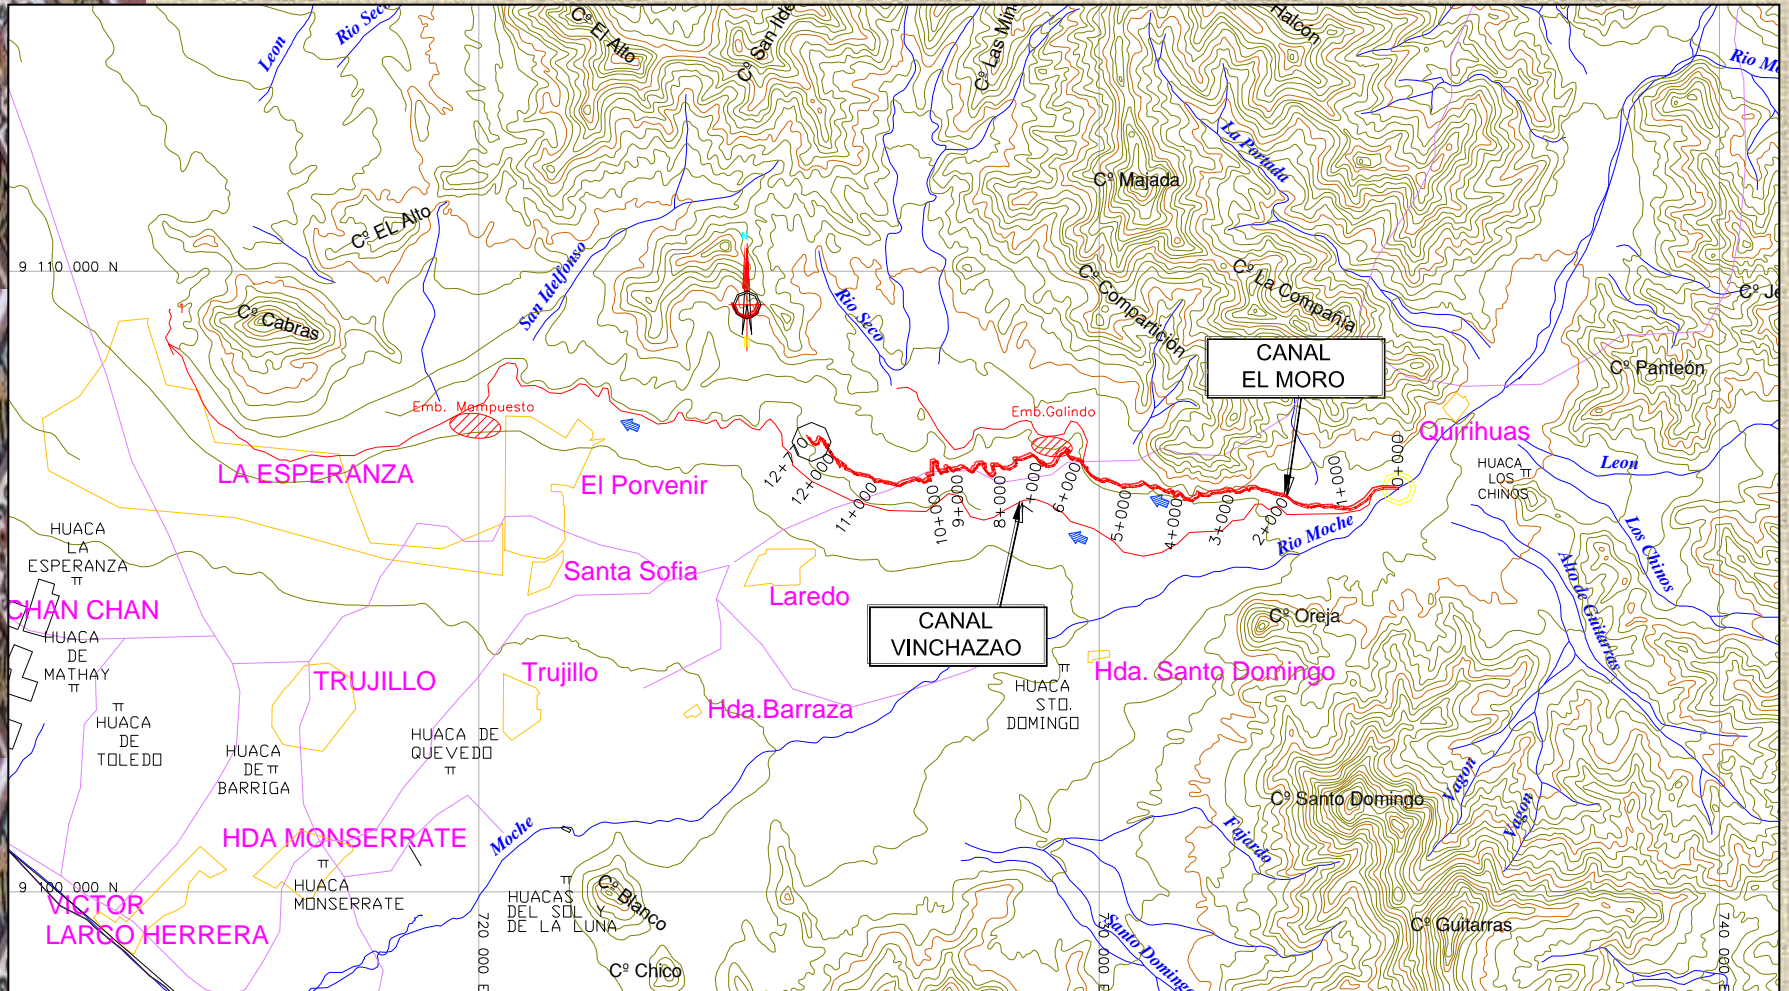 Leon
Rio Seco
Cº El Alto
Cº San Ilde
Cº Las Min
Halcón
Rio Mo
La Portada
Cº Majada
Cº EL Alto
San Idelfonso
9 110 000 N
Cº Cabras
Rio Seco
Cº Compartición
Cº La Compañía
Cº Je
N
CANAL
EL MORO
Cº Panteón
Emb. Mampuesto
Emb.Galindo
Quirihuas
LA ESPERANZA
El Porvenir
12+770
12+000
11+000
10+000
9+000
8+000
7+000
6+000
5+000
4+000
3+000
2+000
1+000
0+000
HUACA
LOS
CHINOS
Leon
Los Chinos
Rio Moche
Alto de Guitarras
HUACA
LA
ESPERANZA
Santa Sofia
Laredo
CHAN CHAN
CANAL
VINCHAZAO
Cº Oreja
HUACA
DE
MATHAY
TRUJILLO
Trujillo
Hda. Santo Domingo
HUACA
STO.
DOMINGO
Hda.Barraza
HUACA
DE
TOLEDO
HUACA DE
QUEVEDO
HUACA
DE
BARRIGA
Vagon
Vagon
Cº Santo Domingo
HDA MONSERRATE
Moche
Fajardo
9 100 000 N
HUACA
MONSERRATE
VICTOR
LARCO HERRERA
HUACAS
DEL SOL Y
DE LA LUNA
Cº Blanco
Cº Guitarras
Santo Domingo
Cº Chico
720 000 E
730 000 E
740 000 E